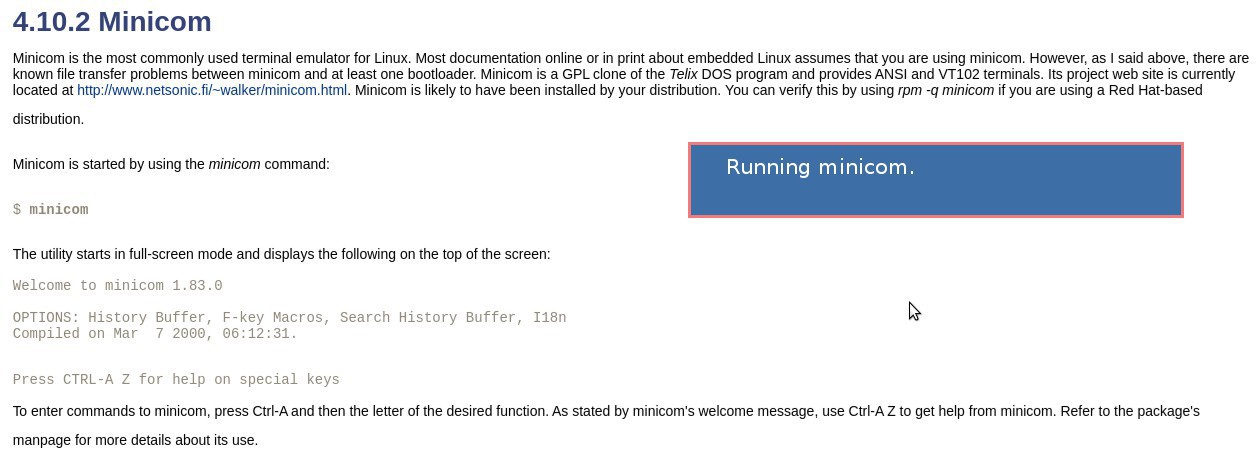 4.10.2 Minicom
Minicom is the most commonly used terminal emulator for Linux. Most documentation online or in print about embedded Linux assumes that you are using minicom. However, as I said above, there are
known file transfer problems between minicom and at least one bootloader. Minicom is a GPL clone of the Telix DOS program and provides ANSI and VT102 terminals. Its project web site is currently
located at http://www.netsonic.fi/~walker/minicom.html. Minicom is likely to have been installed by your distribution. You can verify this by using rpm -q minicom if you are using a Red Hat-based
distribution.
Minicom is started by using the minicom command:
Running minicom.
$ minicom
The utility starts in full-screen mode and displays the following on the top of the screen:
Welcome to minicom 1.83.0
OPTIONS: History Buffer, F-key Macros, Search History Buffer, I18n
Compiled on Mar  7 2000, 06:12:31.
Press CTRL-A Z for help on special keys
To enter commands to minicom, press Ctrl-A and then the letter of the desired function. As stated by minicom's welcome message, use Ctrl-A Z to get help from minicom. Refer to the package's
manpage for more details about its use.